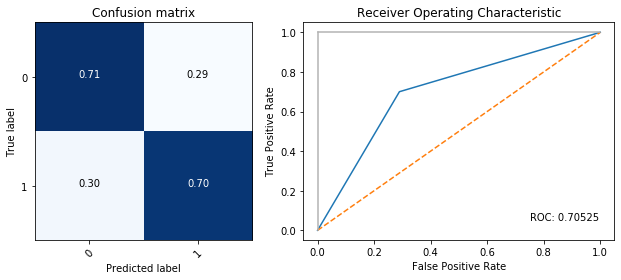 Confusion matrix
True label
0
1
0.71 0.29
0.30 0.70
0 1
Predicted label
Receiver Operating Characteristic
True Positive Rate
1.0
0.8
0.6
0.4
0.2
0.0
ROC: 0.70525
0.0 0.2 0.4 0.6 0.8 1.0
False Positive Rate